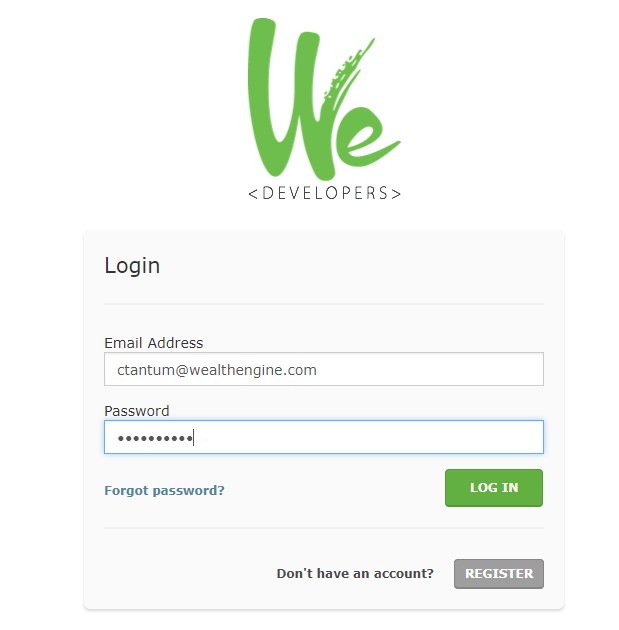 We
<DEVELOPERS>
Login
Email Address
ctantum@wealthengine.com
Password
••••••••••
Forgot password?
LOG IN
Don't have an account?
REGISTER